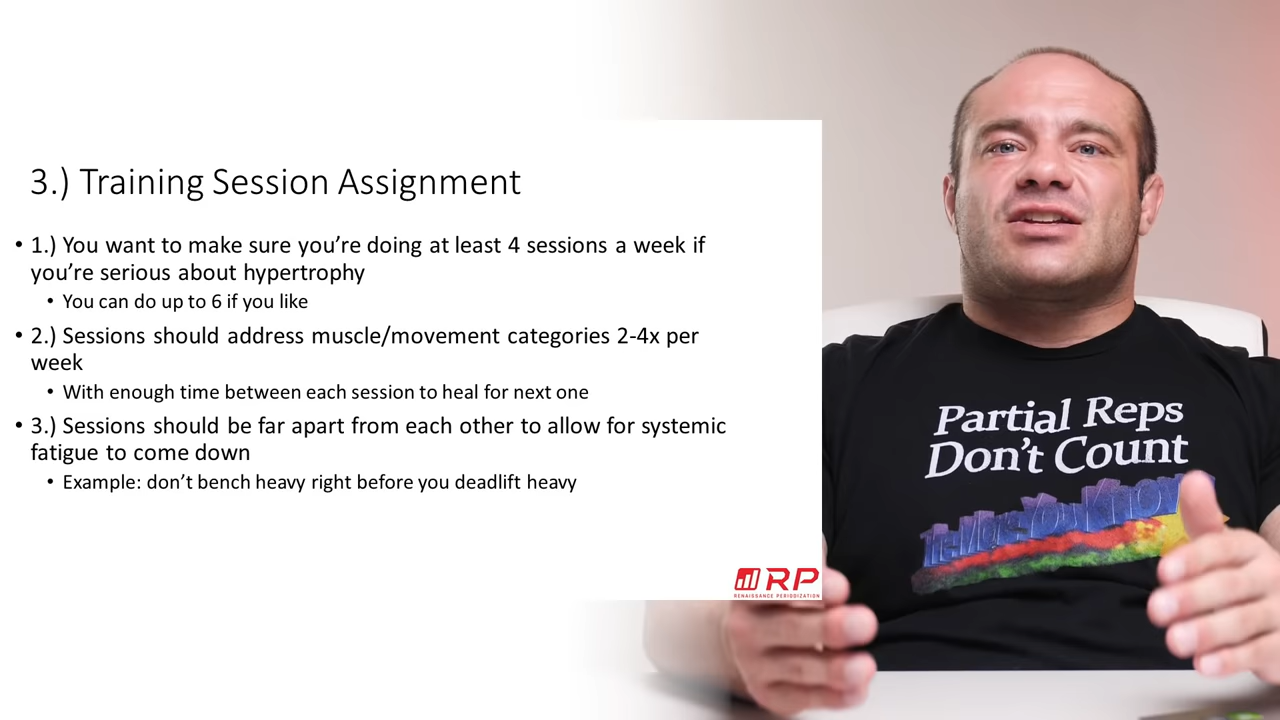 3.) Training Session Assignment
• 1.) You want to make sure you’re doing at least 4 sessions a week if
you’re serious about hypertrophy
• You can do up to 6 if you like
• 2.) Sessions should address muscle/movement categories 2-4x per
week
• With enough time between each session to heal for next one
• 3.) Sessions should be far apart from each other to allow for systemic
fatigue to come down
• Example: don’t bench heavy right before you deadlift heavy
RP
RENAISSANCE PERIODIZATION
Partial Reps
Don’t Count
The More You Know